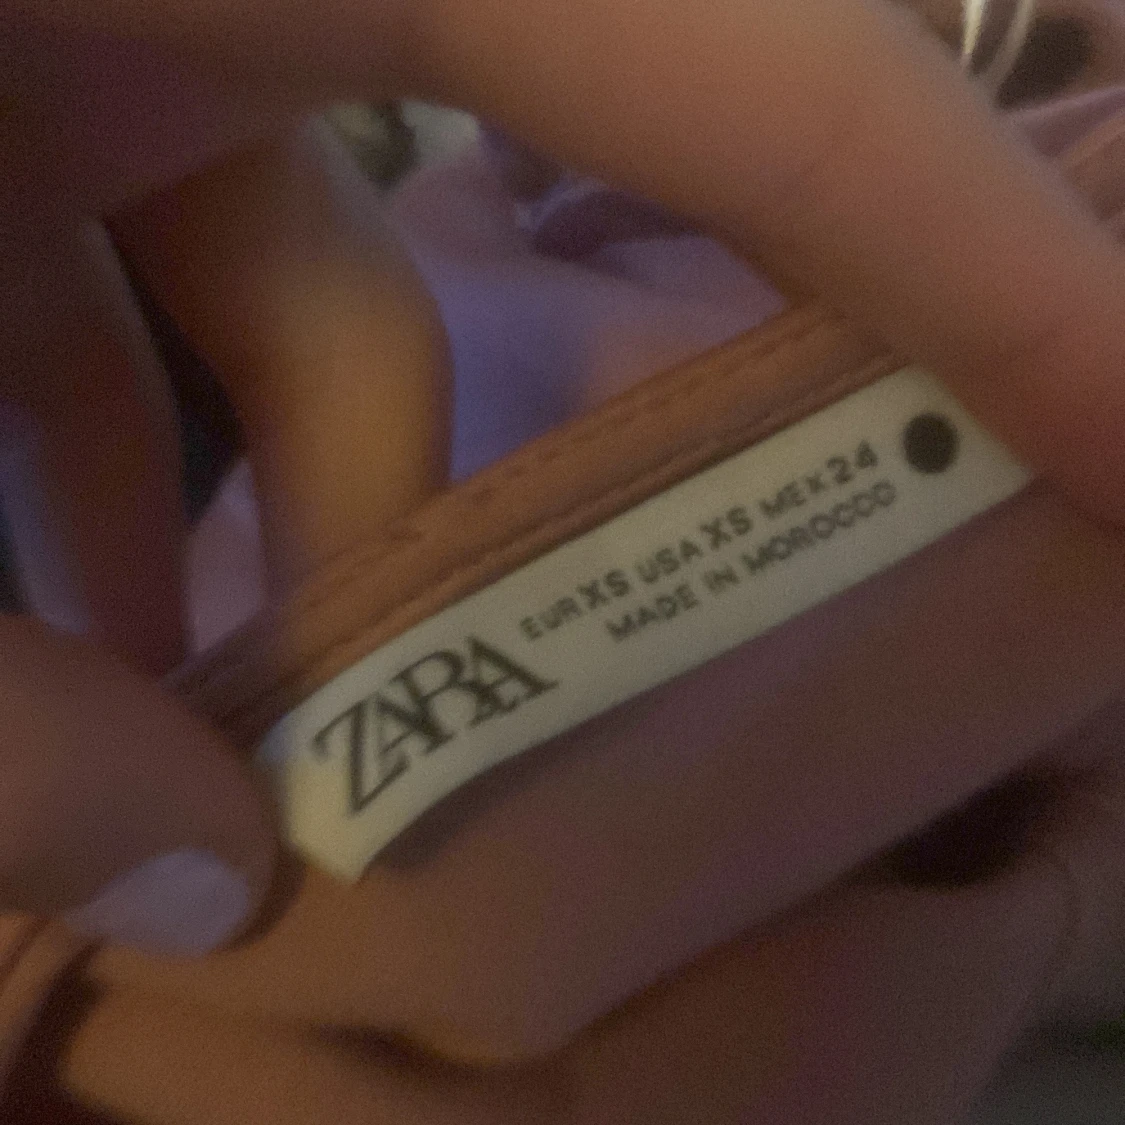 ZARA
EUR XS USA XS MEX 24
MADE IN MOROCCO